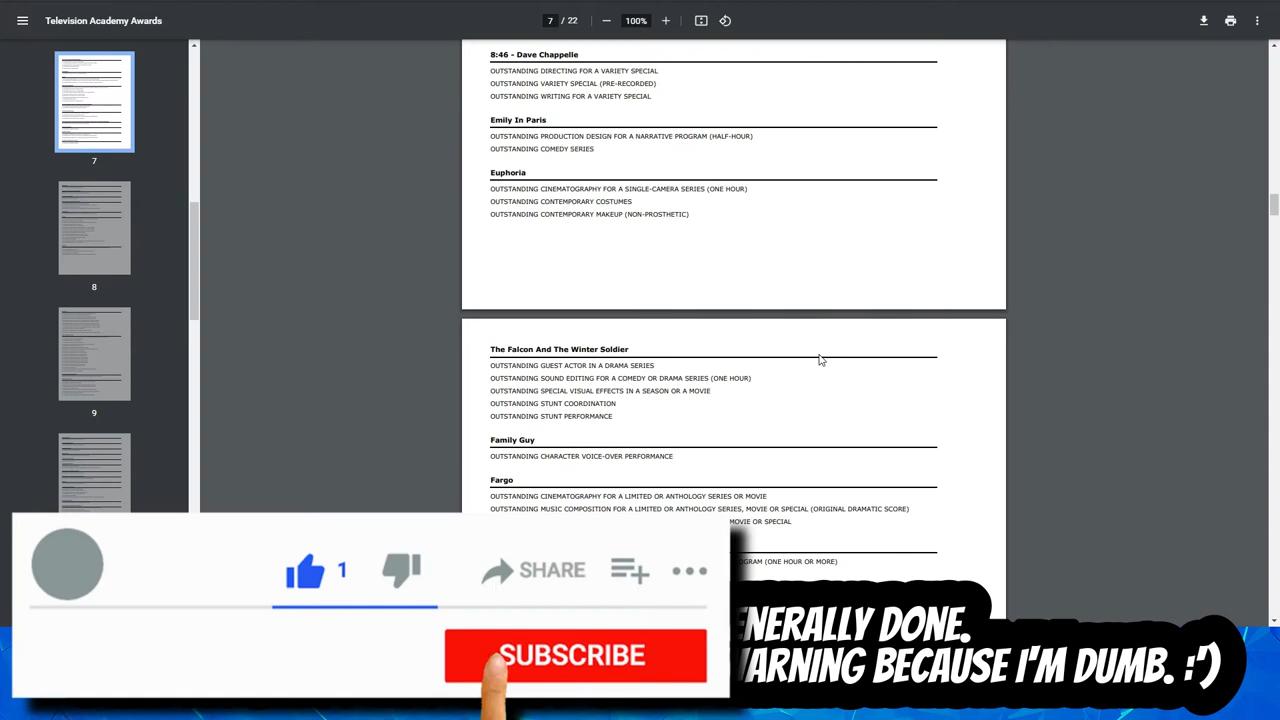 Television Academy Awards
7 / 22
100%
8:46 - Dave Chappelle
OUTSTANDING DIRECTING FOR A VARIETY SPECIAL
OUTSTANDING VARIETY SPECIAL (PRE-RECORDED)
OUTSTANDING WRITING FOR A VARIETY SPECIAL
Emily In Paris
OUTSTANDING PRODUCTION DESIGN FOR A NARRATIVE PROGRAM (HALF-HOUR)
OUTSTANDING COMEDY SERIES
Euphoria
OUTSTANDING CINEMATOGRAPHY FOR A SINGLE-CAMERA SERIES (ONE HOUR)
OUTSTANDING CONTEMPORARY COSTUMES
OUTSTANDING CONTEMPORARY MAKEUP (NON-PROSTHETIC)
7
8
9
The Falcon And The Winter Soldier
OUTSTANDING GUEST ACTOR IN A DRAMA SERIES
OUTSTANDING SOUND EDITING FOR A COMEDY OR DRAMA SERIES (ONE HOUR)
OUTSTANDING SPECIAL VISUAL EFFECTS IN A SEASON OR A MOVIE
OUTSTANDING STUNT COORDINATION
OUTSTANDING STUNT PERFORMANCE
Family Guy
OUTSTANDING CHARACTER VOICE-OVER PERFORMANCE
Fargo
OUTSTANDING CINEMATOGRAPHY FOR A LIMITED OR ANTHOLOGY SERIES OR MOVIE
OUTSTANDING MUSIC COMPOSITION FOR A LIMITED OR ANTHOLOGY SERIES, MOVIE OR SPECIAL (ORIGINAL DRAMATIC SCORE)
MOVIE OR SPECIAL
(ONE HOUR OR MORE)
1
SHARE
SUBSCRIBE
DONE.
BECAUSE I'M DUMB. :')